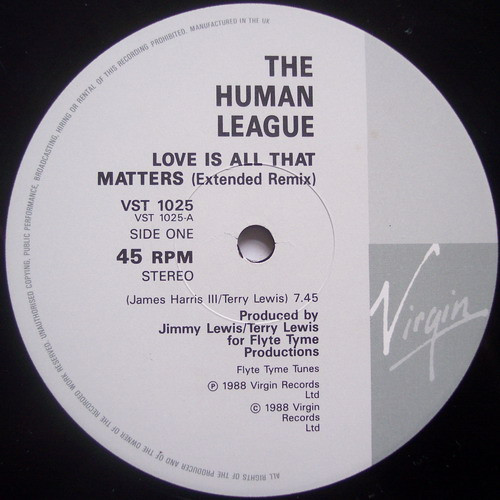 THE
HUMAN
LEAGUE
LOVE IS ALL THAT
MATTERS (Extended Remix)
VST 1025
VST 1025-A
SIDE ONE
45 RPM
STEREO
(James Harris III/Terry Lewis) 7.45
Produced by
Jimmy Lewis/Terry Lewis
for Flyte Tyme
Productions
Flyte Tyme Tunes
Ⓟ 1988 Virgin Records
Ltd
© 1988 Virgin
Records
Ltd
Virgin
ALL RIGHTS OF THE PRODUCER AND OF THE OWNER OF THE RECORDED WORK RESERVED. UNAUTHORISED COPYING, PUBLIC PERFORMANCE, BROADCASTING, HIRING OR RENTAL OF THIS RECORDING PROHIBITED. MANUFACTURED IN THE UK